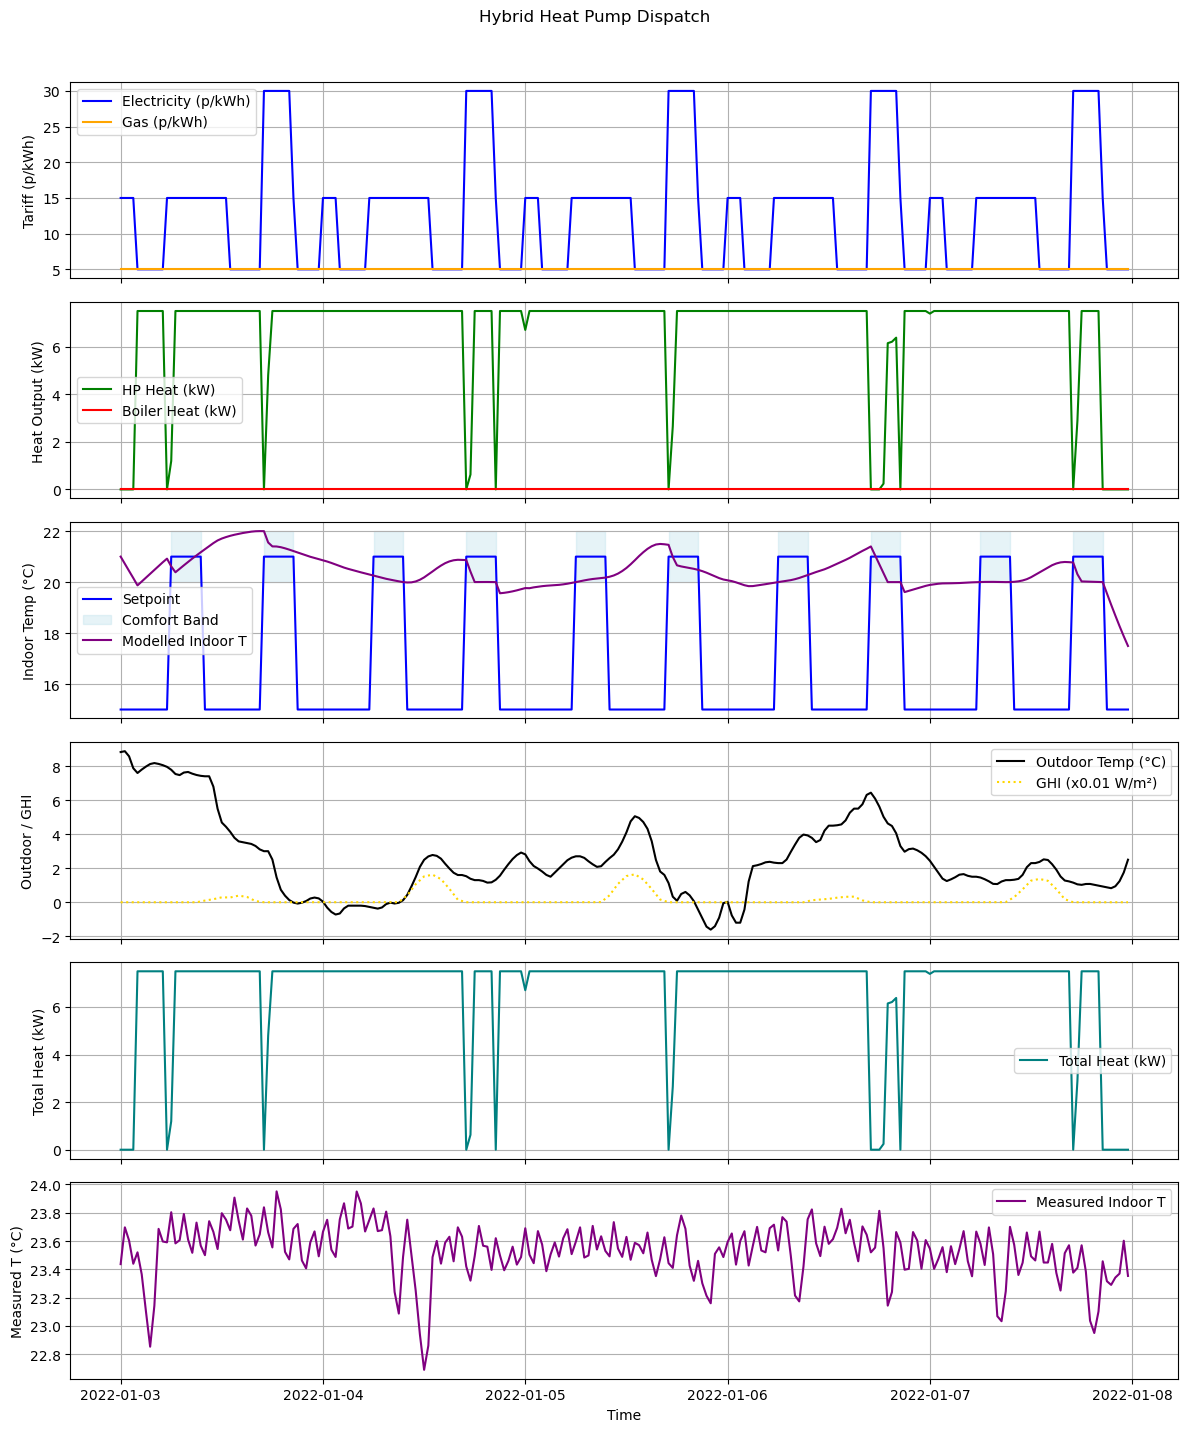 Hybrid Heat Pump Dispatch
Tariff (p/kWh)
30
25
20
15
10
5
Electricity (p/kWh)
Gas (p/kWh)
Heat Output (kW)
6
4
2
0
HP Heat (kW)
Boiler Heat (kW)
Indoor Temp (°C)
22
20
18
16
Setpoint
Comfort Band
Modelled Indoor T
Outdoor / GHI
8
6
4
2
0
−2
Outdoor Temp (°C)
GHI (x0.01 W/m²)
Total Heat (kW)
6
4
2
0
Total Heat (kW)
Measured T (°C)
24.0
23.8
23.6
23.4
23.2
23.0
22.8
Measured Indoor T
2022-01-03
2022-01-04
2022-01-05
2022-01-06
2022-01-07
2022-01-08
Time